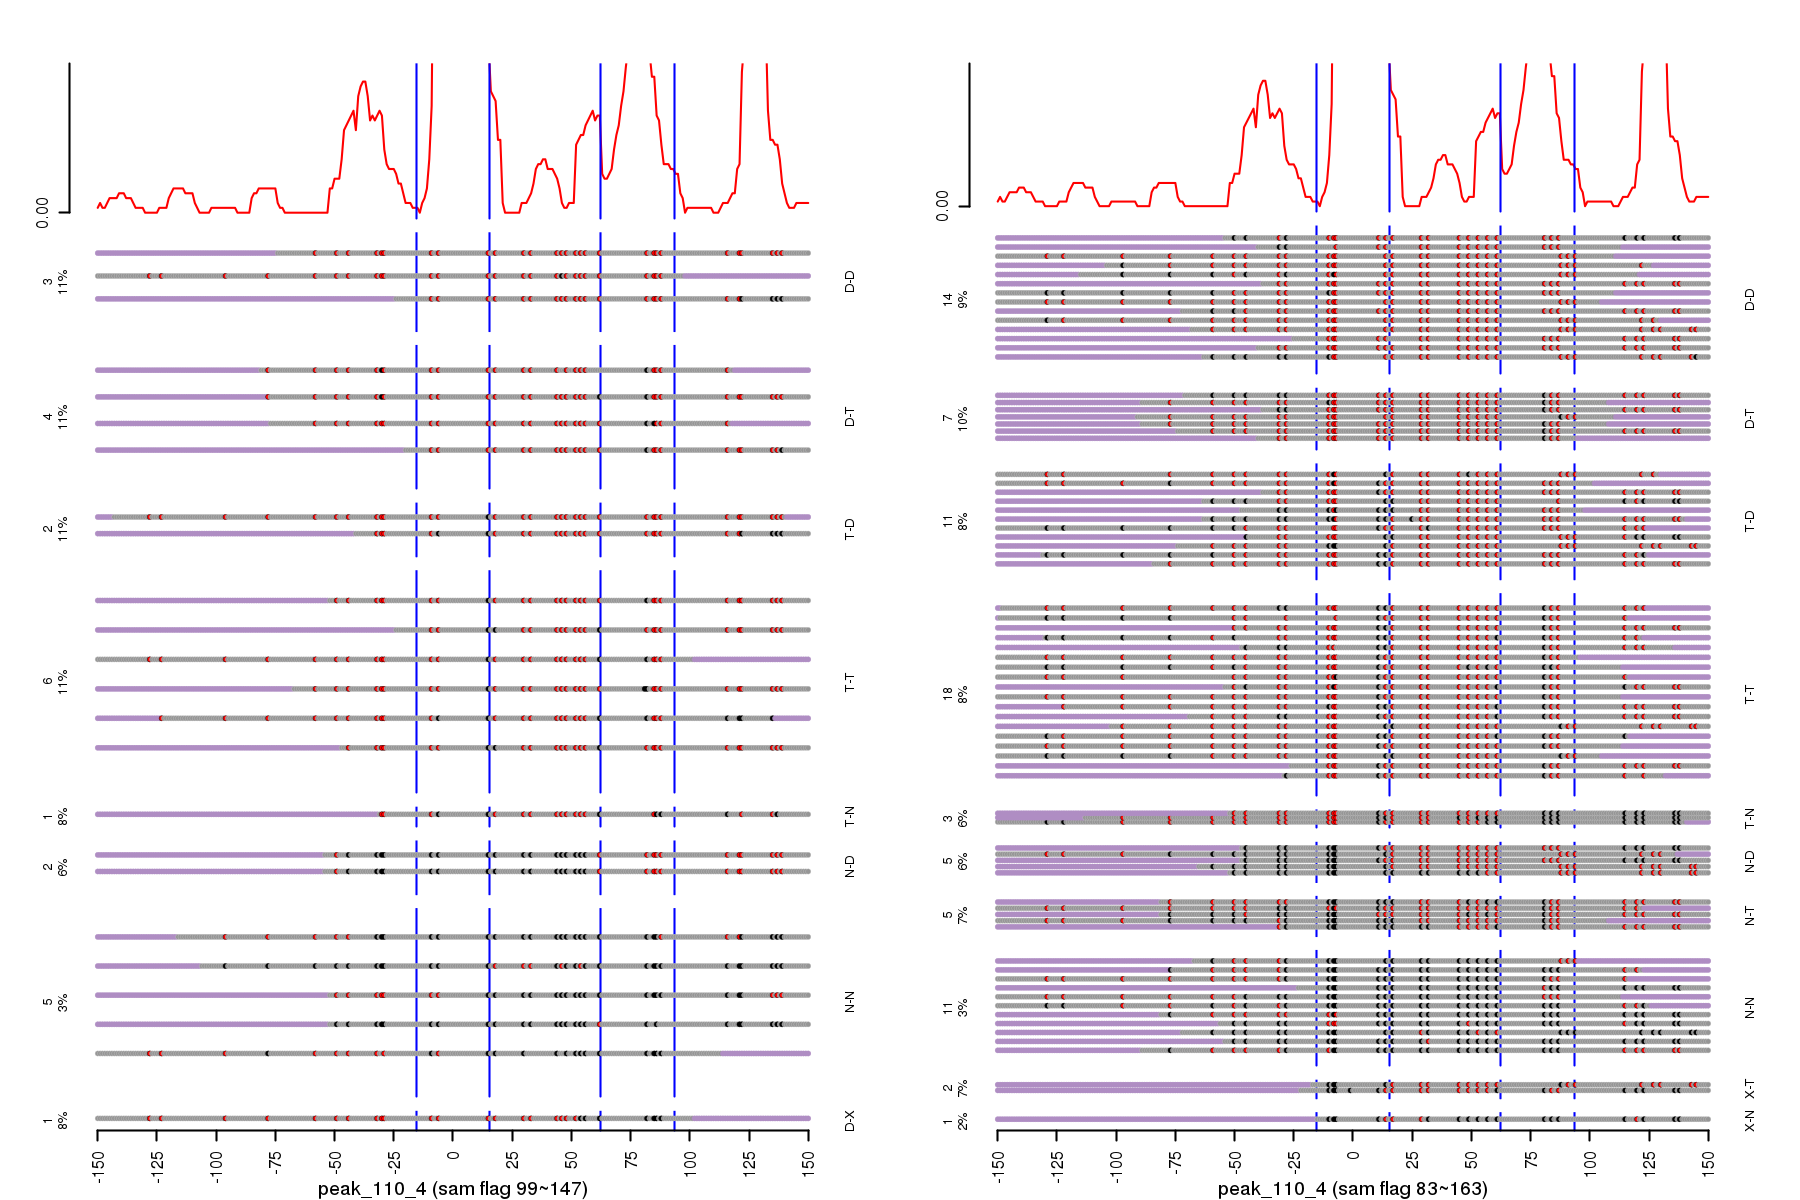 0.00
3
11%
D-D
4
11%
D-T
2
11%
T-D
6
11%
T-T
1
8%
T-N
2
6%
N-D
5
3%
N-N
1
8%
D-X
-150 -125 -100 -75 -50 -25 0 25 50 75 100 125 150
peak_110_4 (sam flag 99~147)
0.00
14
9%
D-D
7
10%
D-T
11
8%
T-D
18
8%
T-T
3
6%
T-N
5
6%
N-D
5
7%
N-T
11
3%
N-N
2
7%
X-T
1
2%
X-N
-150 -125 -100 -75 -50 -25 0 25 50 75 100 125 150
peak_110_4 (sam flag 83~163)